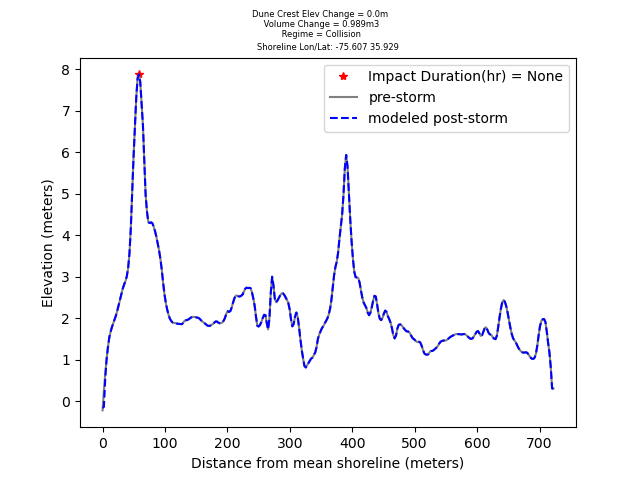 Dune Crest Elev Change = 0.0m
Volume Change = 0.989m3
Regime = Collision
Shoreline Lon/Lat: -75.607 35.929
Impact Duration(hr) = None
pre-storm
modeled post-storm
Elevation (meters)
8
7
6
5
4
3
2
1
0
0 100 200 300 400 500 600 700
Distance from mean shoreline (meters)